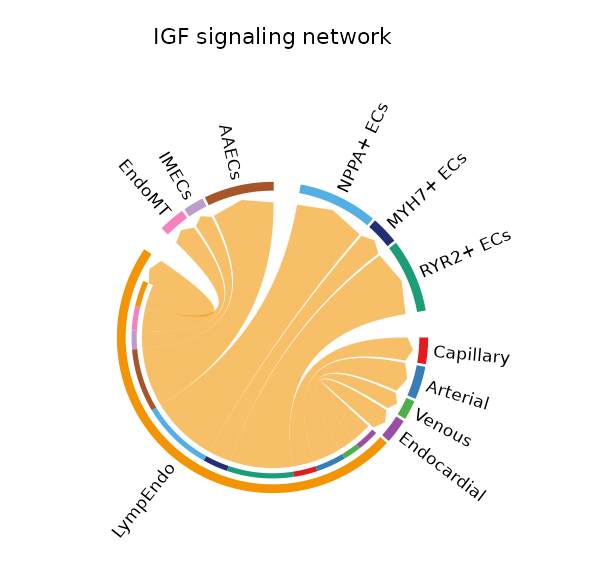 IGF signaling network
NPPA+ ECs
MYH7+ ECs
RYR2+ ECs
Capillary
Arterial
Venous
Endocardial
LympEndo
EndoMT
IMECs
AAECs